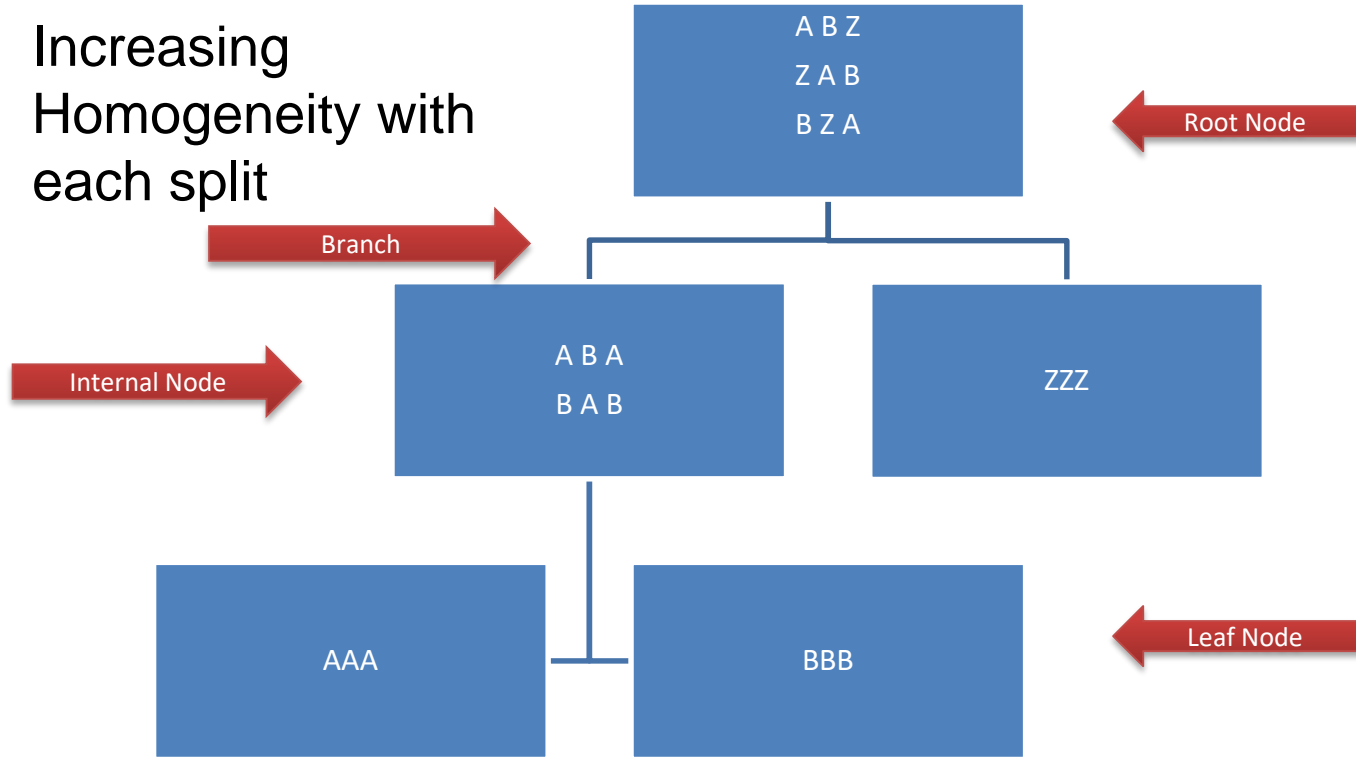 Increasing
Homogeneity with
each split
A B Z
Z A B
B Z A
Root Node
Branch
A B A
B A B
Internal Node
ZZZ
AAA
BBB
Leaf Node